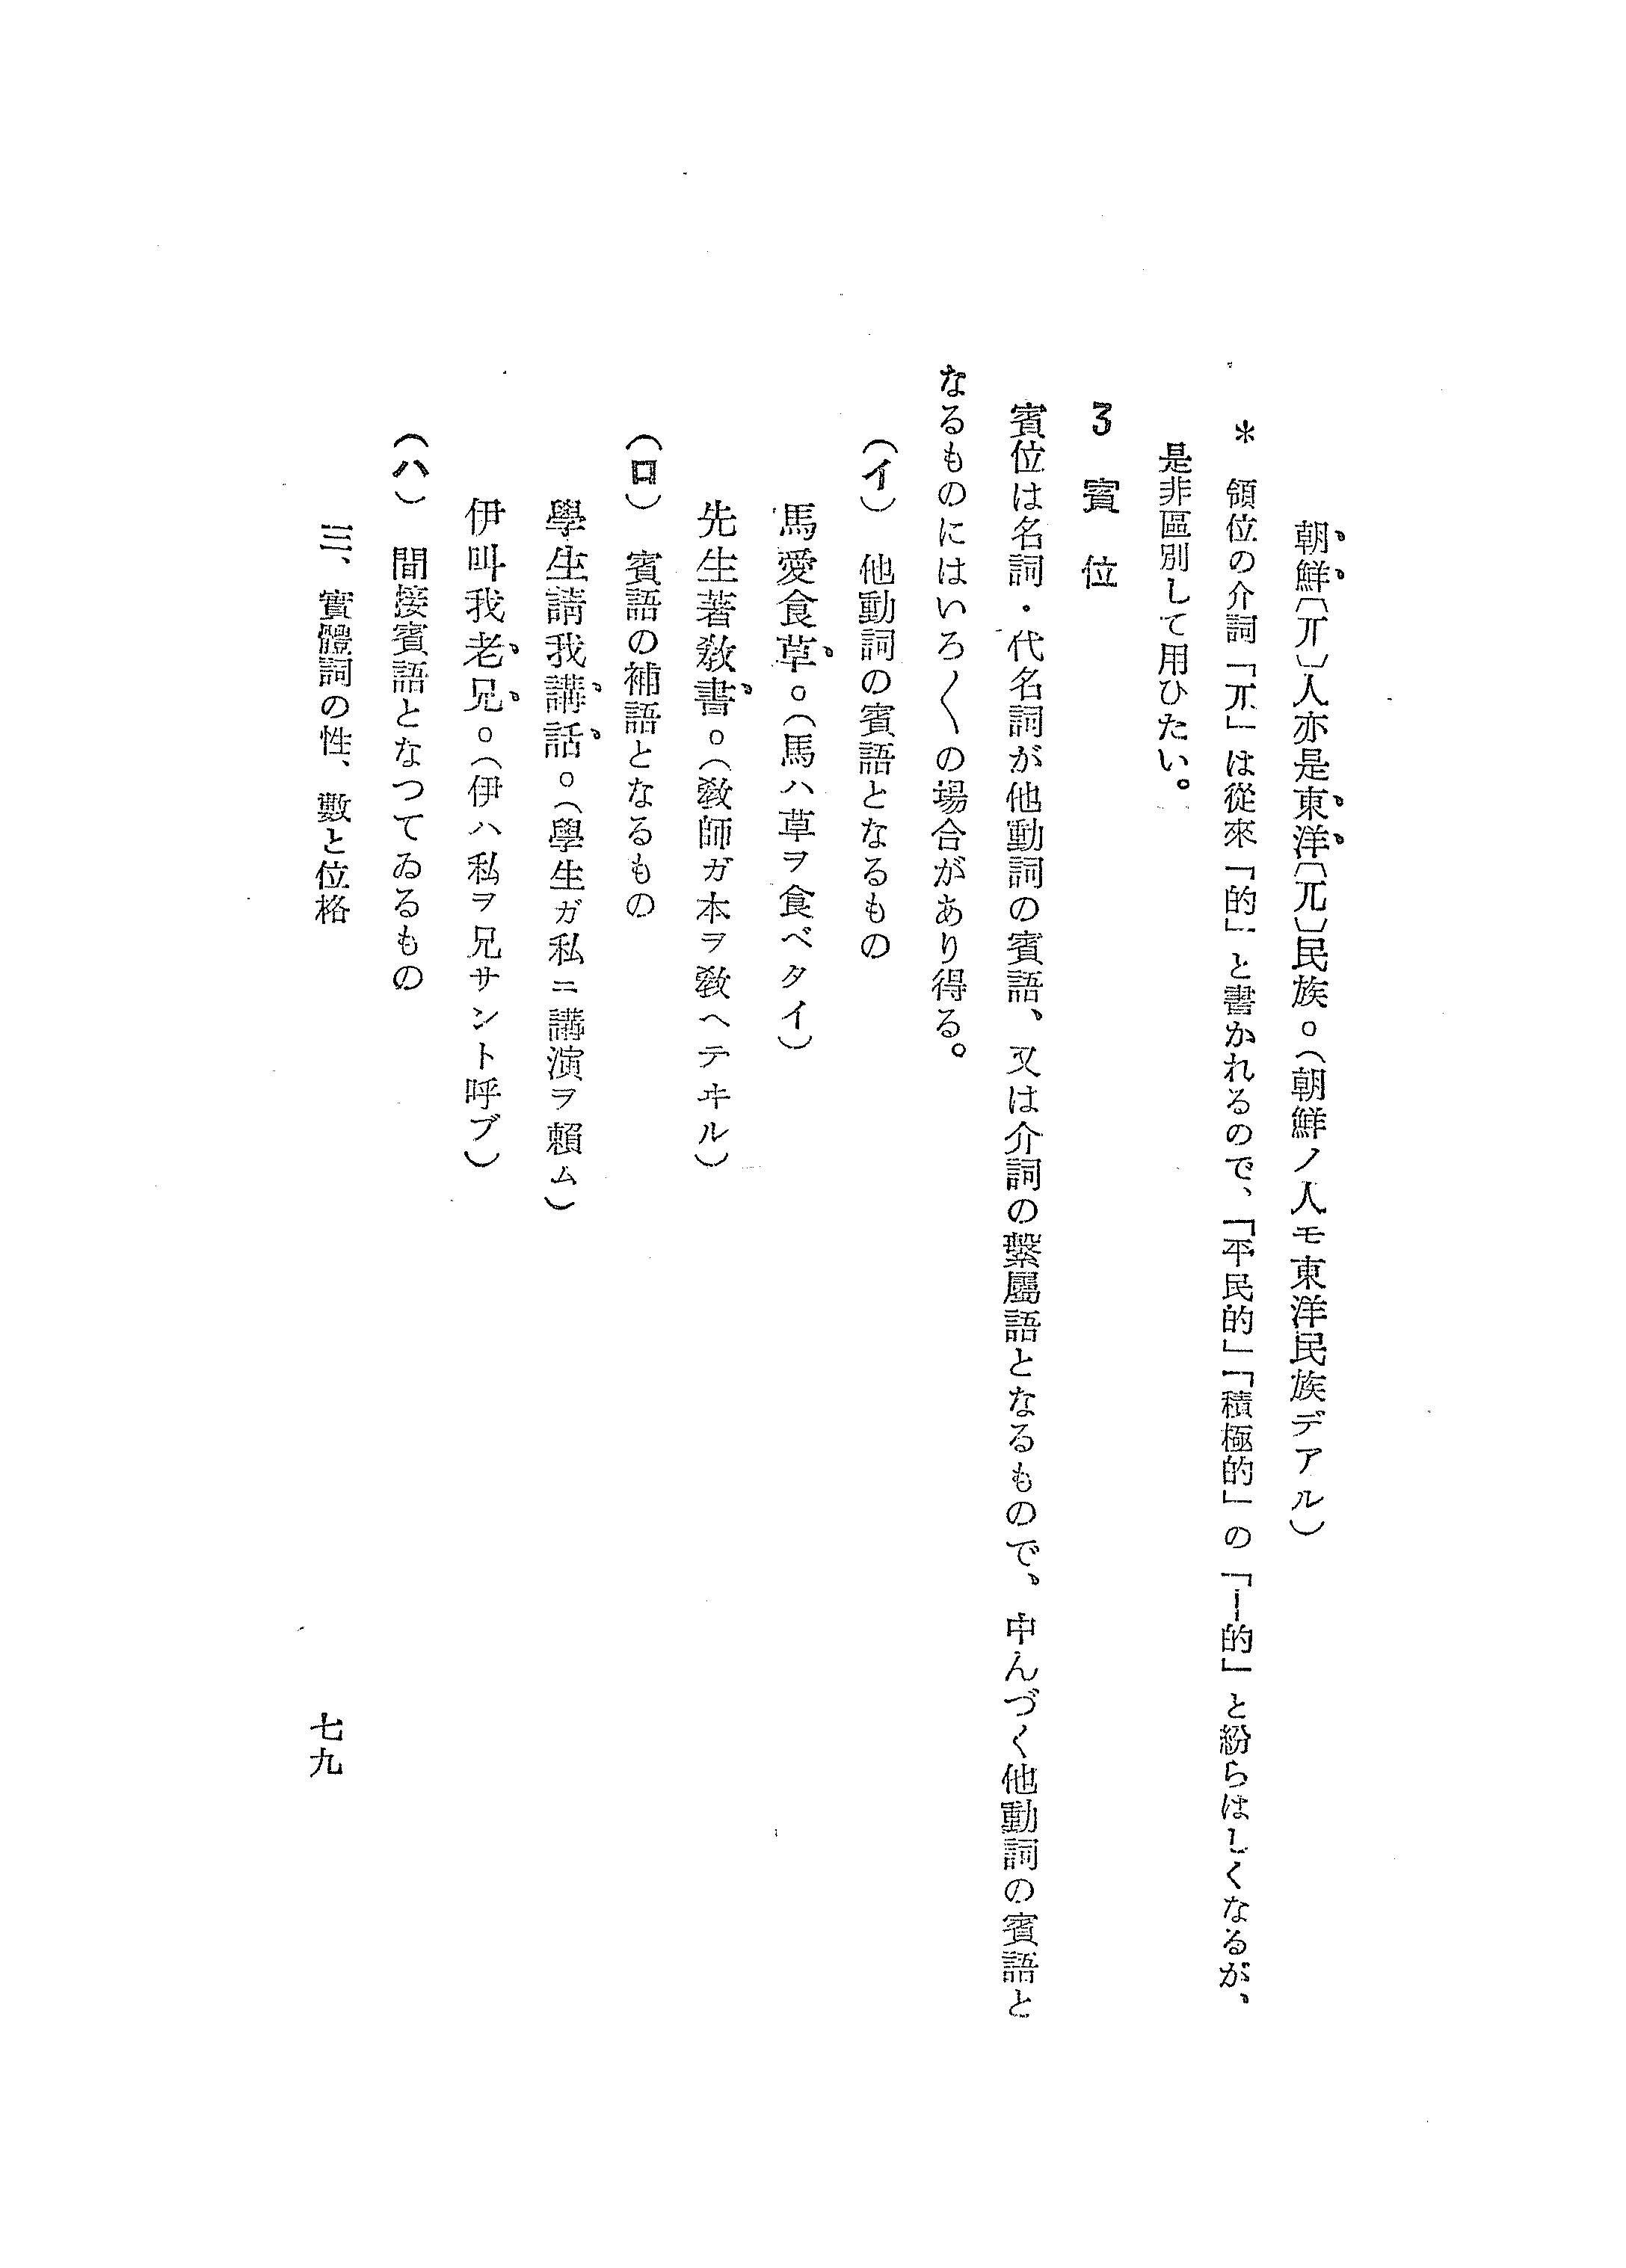 朝鮮〔丌〕人亦是東洋〔兀〕民族。(朝鮮ノ人モ東洋民族デアル)
＊ 領位の介詞「丌」は從來「的」と書かれるので、「平民的」「積極的」の「―的」と紛らはしくなるが、
是非區別して用ひたい。
3 賓位
賓位は名詞・代名詞が他動詞の賓語、又は介詞の繫屬語となるもので、中んづく他動詞の賓語と
なるものにはいろ〱の場合があり得る。
(イ) 他動詞の賓語となるもの
馬愛食草。(馬ハ草ヲ食ベタイ)
先生著敎書。(敎師ガ本ヲ敎ヘテヰル)
(ロ) 賓語の補語となるもの
學生請我講話。(學生ガ私ニ講演ヲ賴ム)
伊叫我老兄。(伊ハ私ヲ兄サント呼ブ)
(ハ) 間接賓語となつてゐるもの
三、實體詞の性、數と位格
七九